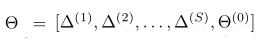 Θ = [Δ⁽¹⁾, Δ⁽²⁾, . . . , Δ⁽ˢ⁾, Θ⁽⁰⁾]